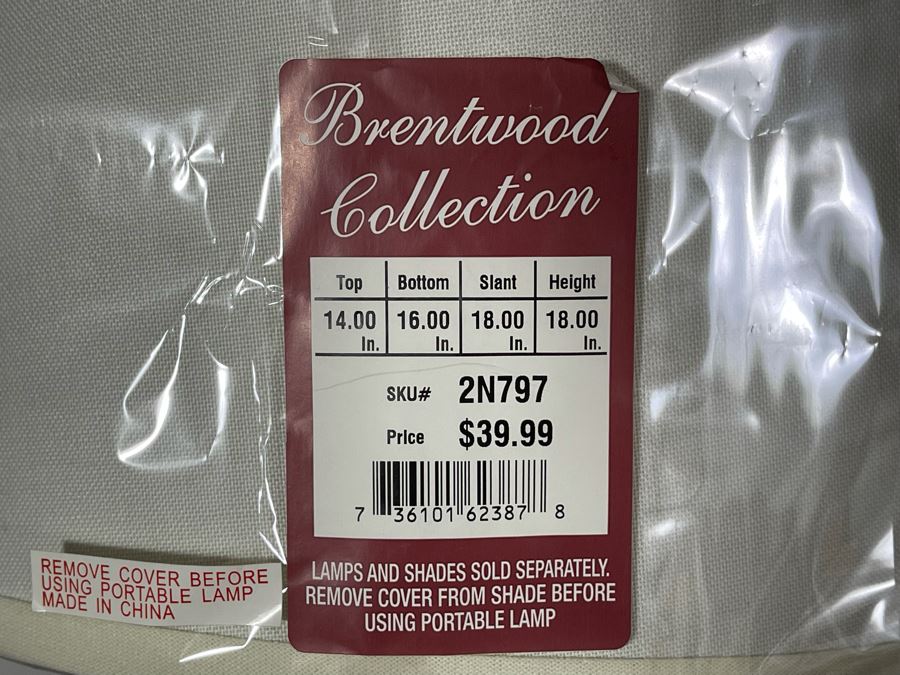 Brentwood
Collection
Top Bottom Slant Height
14.00 16.00 18.00 18.00
In. In. In. In.
SKU# 2N797
Price $39.99
7 36101 62387 8
LAMPS AND SHADES SOLD SEPARATELY.
REMOVE COVER FROM SHADE BEFORE
USING PORTABLE LAMP
REMOVE COVER BEFORE
USING PORTABLE LAMP
MADE IN CHINA